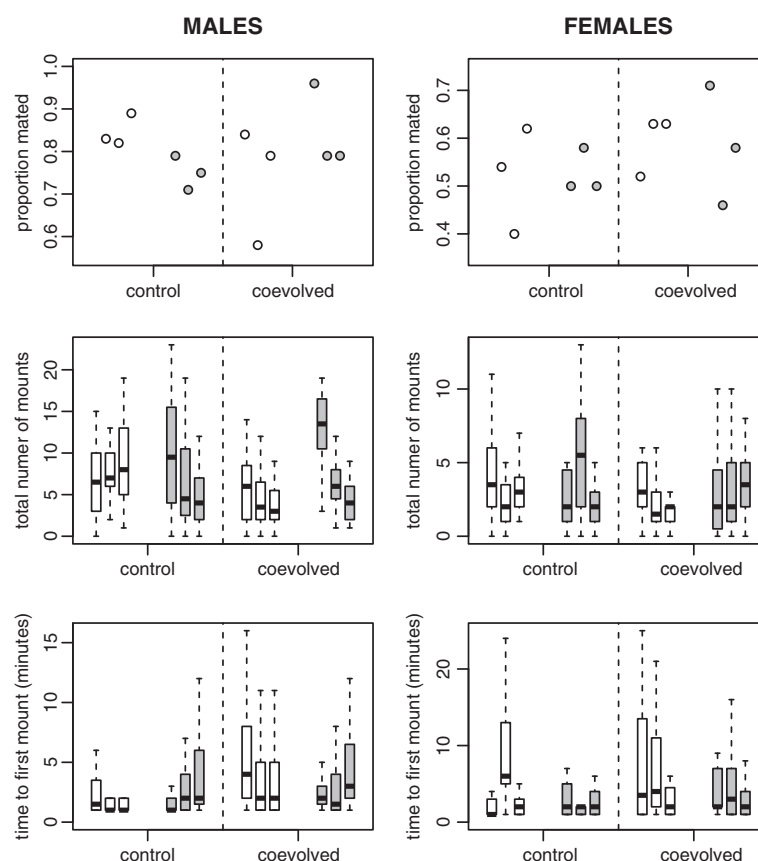 MALES
FEMALES
proportion mated
0.6
0.7
0.8
0.9
1.0
control
coevolved
proportion mated
0.4
0.5
0.6
0.7
control
coevolved
total numer of mounts
0
5
10
15
20
control
coevolved
total numer of mounts
0
5
10
control
coevolved
time to first mount (minutes)
0
5
10
15
control
coevolved
time to first mount (minutes)
0
10
20
control
coevolved